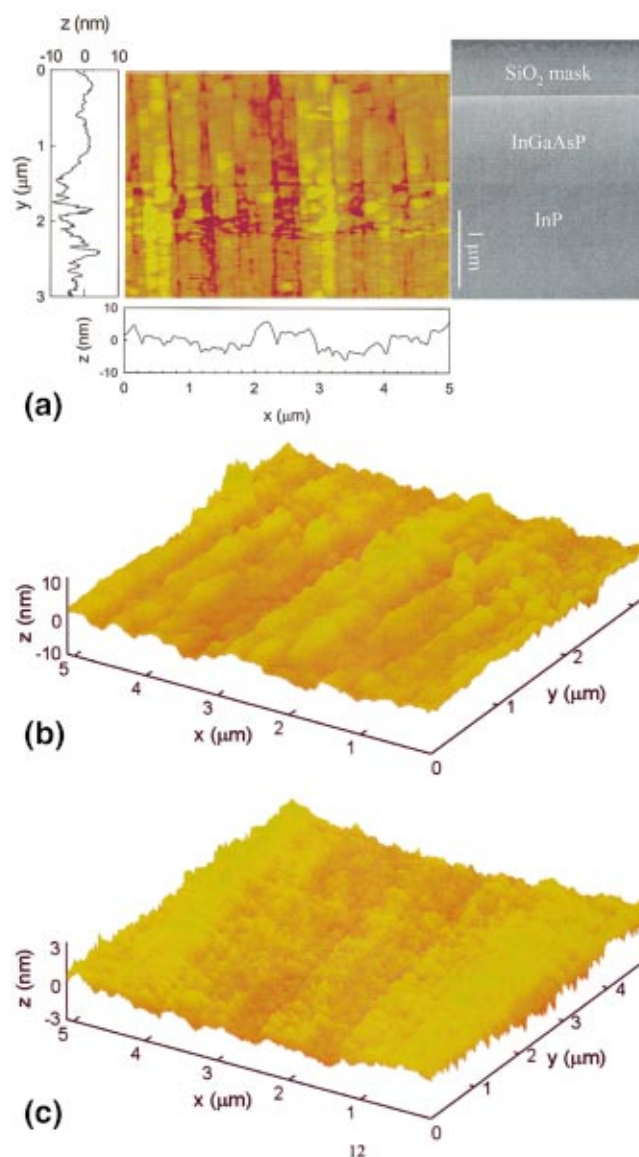 z (nm)
-10 0 10
0
1
2
3
y (μm)
SiO2 mask
InGaAsP
InP
1 μm
10
0
-10
z (nm)
0 1 2 3 4 5
x (μm)
(a)
10
0
-10
z (nm)
5 4 3 2 1 0
x (μm)
1 2
y (μm)
(b)
3
0
-3
z (nm)
5 4 3 2 1 0
x (μm)
1 2 3 4
y (μm)
(c)
12